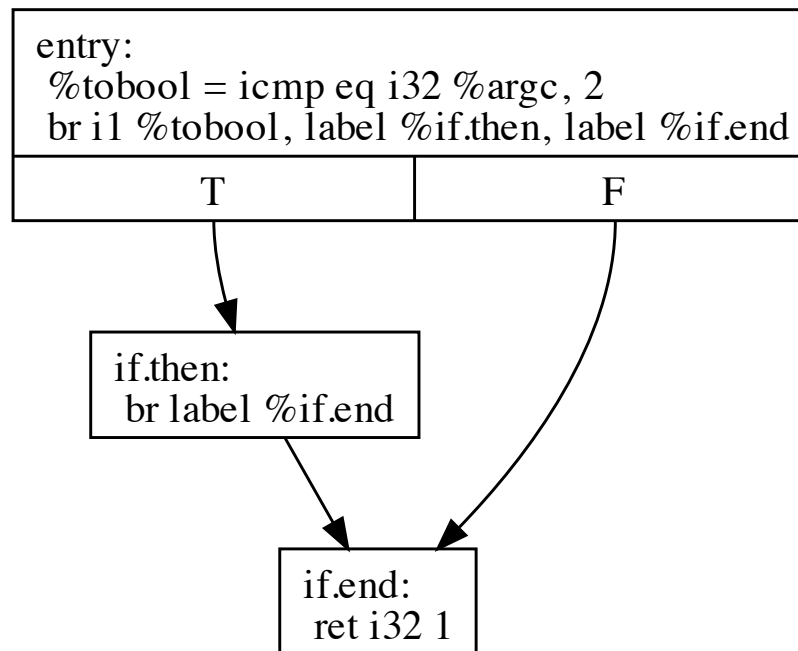 entry:
%tobool = icmp eq i32 %argc, 2
br i1 %tobool, label %if.then, label %if.end
T
F
if.then:
br label %if.end
if.end:
ret i32 1